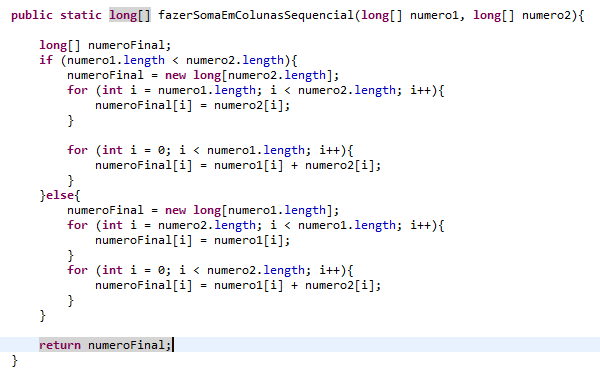 public static long[] fazerSomaEmColunasSequencial(long[] numero1, long[] numero2){
long[] numeroFinal;
if (numero1.length < numero2.length){
numeroFinal = new long[numero2.length];
for (int i = numero1.length; i < numero2.length; i++){
numeroFinal[i] = numero2[i];
}
for (int i = 0; i < numero1.length; i++){
numeroFinal[i] = numero1[i] + numero2[i];
}
}else{
numeroFinal = new long[numero1.length];
for (int i = numero2.length; i < numero1.length; i++){
numeroFinal[i] = numero1[i];
}
for (int i = 0; i < numero2.length; i++){
numeroFinal[i] = numero1[i] + numero2[i];
}
}
return numeroFinal;
}